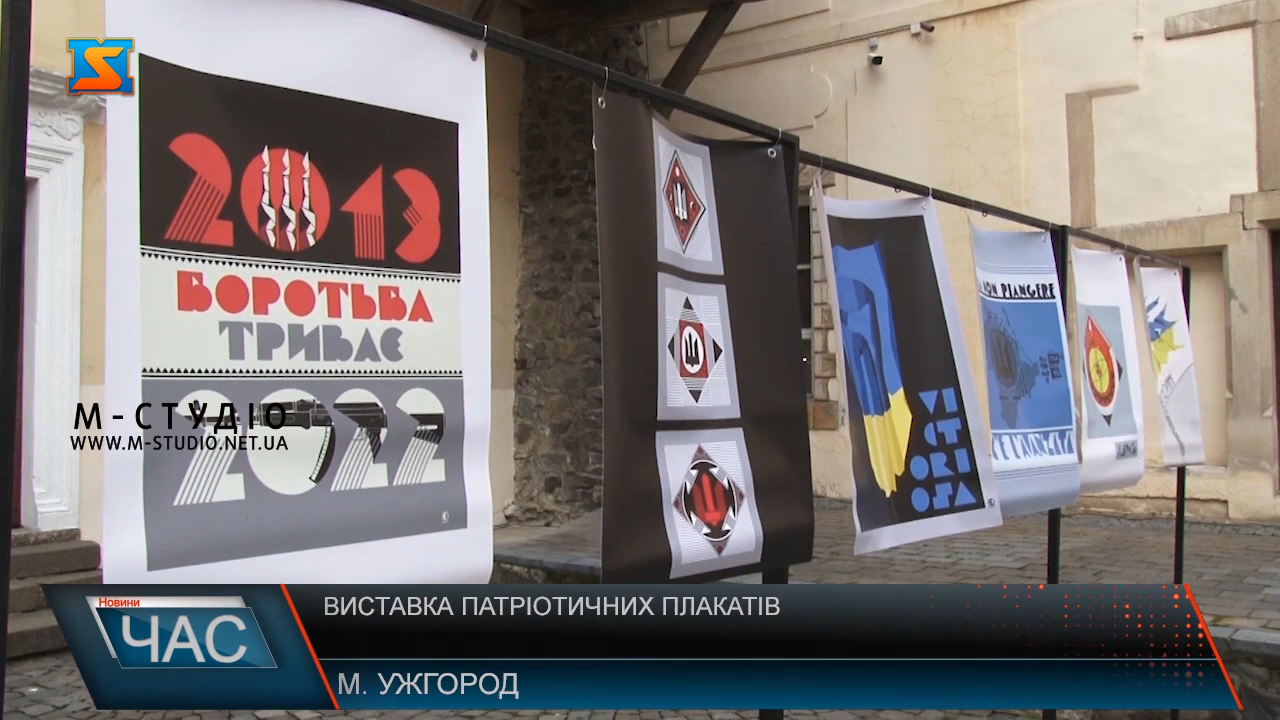 2013
БОРОТЬБА
ТРИВАЄ
2022
М-СТУДІО
WWW.M-STUDIO.NET.UA
VI
CT
ORI
OSA
NON PIANGERE
Новини
ЧАС
ВИСТАВКА ПАТРІОТИЧНИХ ПЛАКАТІВ
М. УЖГОРОД